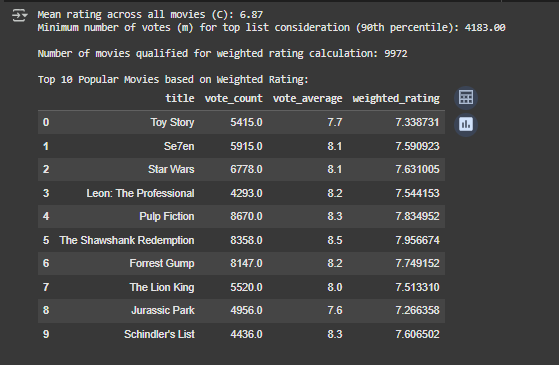 Mean rating across all movies (C): 6.87
Minimum number of votes (m) for top list consideration (90th percentile): 4183.00
Number of movies qualified for weighted rating calculation: 9972
Top 10 Popular Movies based on Weighted Rating:
title vote_count vote_average weighted_rating
0 Toy Story 5415.0 7.7 7.338731
1 Se7en 5915.0 8.1 7.590923
2 Star Wars 6778.0 8.1 7.631005
3 Leon: The Professional 4293.0 8.2 7.544153
4 Pulp Fiction 8670.0 8.3 7.834952
5 The Shawshank Redemption 8358.0 8.5 7.956674
6 Forrest Gump 8147.0 8.2 7.749152
7 The Lion King 5520.0 8.0 7.513310
8 Jurassic Park 4956.0 7.6 7.266358
9 Schindler's List 4436.0 8.3 7.606502